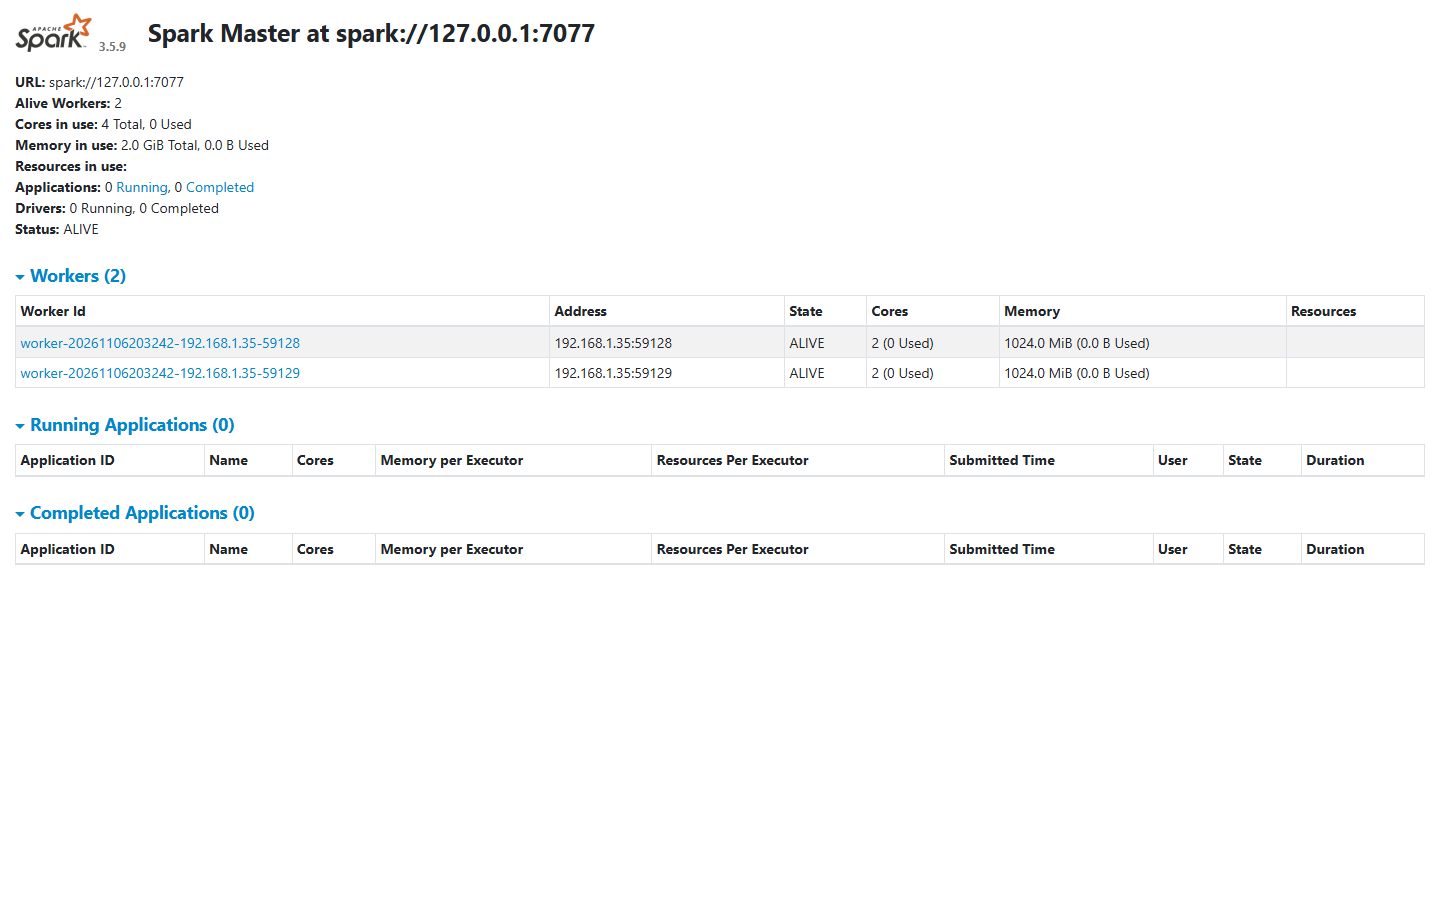 APACHE
Spark 3.5.9 Spark Master at spark://127.0.0.1:7077
URL: spark://127.0.0.1:7077
Alive Workers: 2
Cores in use: 4 Total, 0 Used
Memory in use: 2.0 GiB Total, 0.0 B Used
Resources in use:
Applications: 0 Running, 0 Completed
Drivers: 0 Running, 0 Completed
Status: ALIVE
Workers (2)
Worker Id Address State Cores Memory Resources
worker-20261106203242-192.168.1.35-59128 192.168.1.35:59128 ALIVE 2 (0 Used) 1024.0 MiB (0.0 B Used)
worker-20261106203242-192.168.1.35-59129 192.168.1.35:59129 ALIVE 2 (0 Used) 1024.0 MiB (0.0 B Used)
Running Applications (0)
Application ID Name Cores Memory per Executor Resources Per Executor Submitted Time User State Duration
Completed Applications (0)
Application ID Name Cores Memory per Executor Resources Per Executor Submitted Time User State Duration